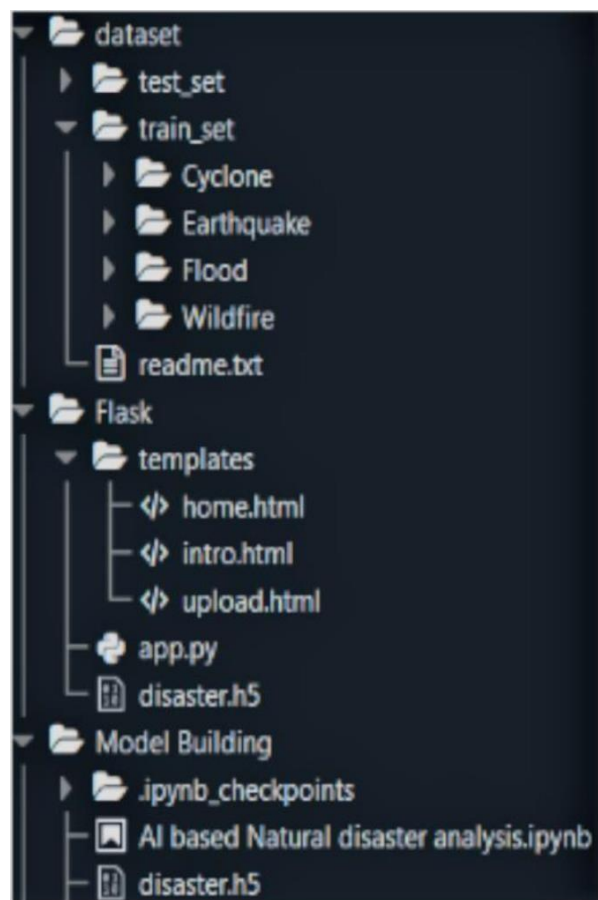 dataset
test_set
train_set
Cyclone
Earthquake
Flood
Wildfire
readme.txt
Flask
templates
home.html
intro.html
upload.html
app.py
disaster.h5
Model Building
.ipynb_checkpoints
AI based Natural disaster analysis.ipynb
disaster.h5